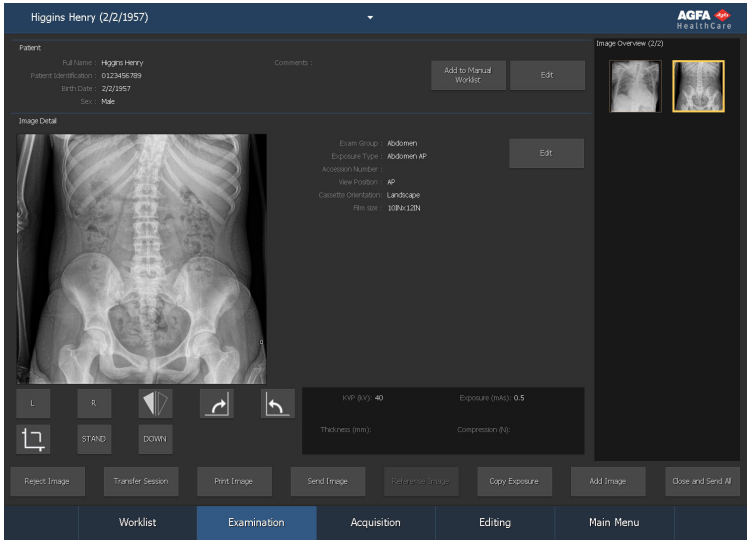 Higgins Henry (2/2/1957)
AGFA
HealthCare
Patient
Full Name : Higgins Henry
Patient Identification : 0123456789
Birth Date : 2/2/1957
Sex : Male
Comments :
Add to Manual
Worklist
Edit
Image Overview (2/2)
Image Detail
Exam Group : Abdomen
Exposure Type : Abdomen AP
Accession Number :
View Position : AP
Cassette Orientation: Landscape
Film size : 10INx12IN
Edit
L
R
STAND
DOWN
KVP (kV): 40
Exposure (mAs): 0.5
Thickness (mm):
Compression (N):
Reject Image
Transfer Session
Print Image
Send Image
Reference Image
Copy Exposure
Add Image
Close and Send All
Worklist
Examination
Acquisition
Editing
Main Menu